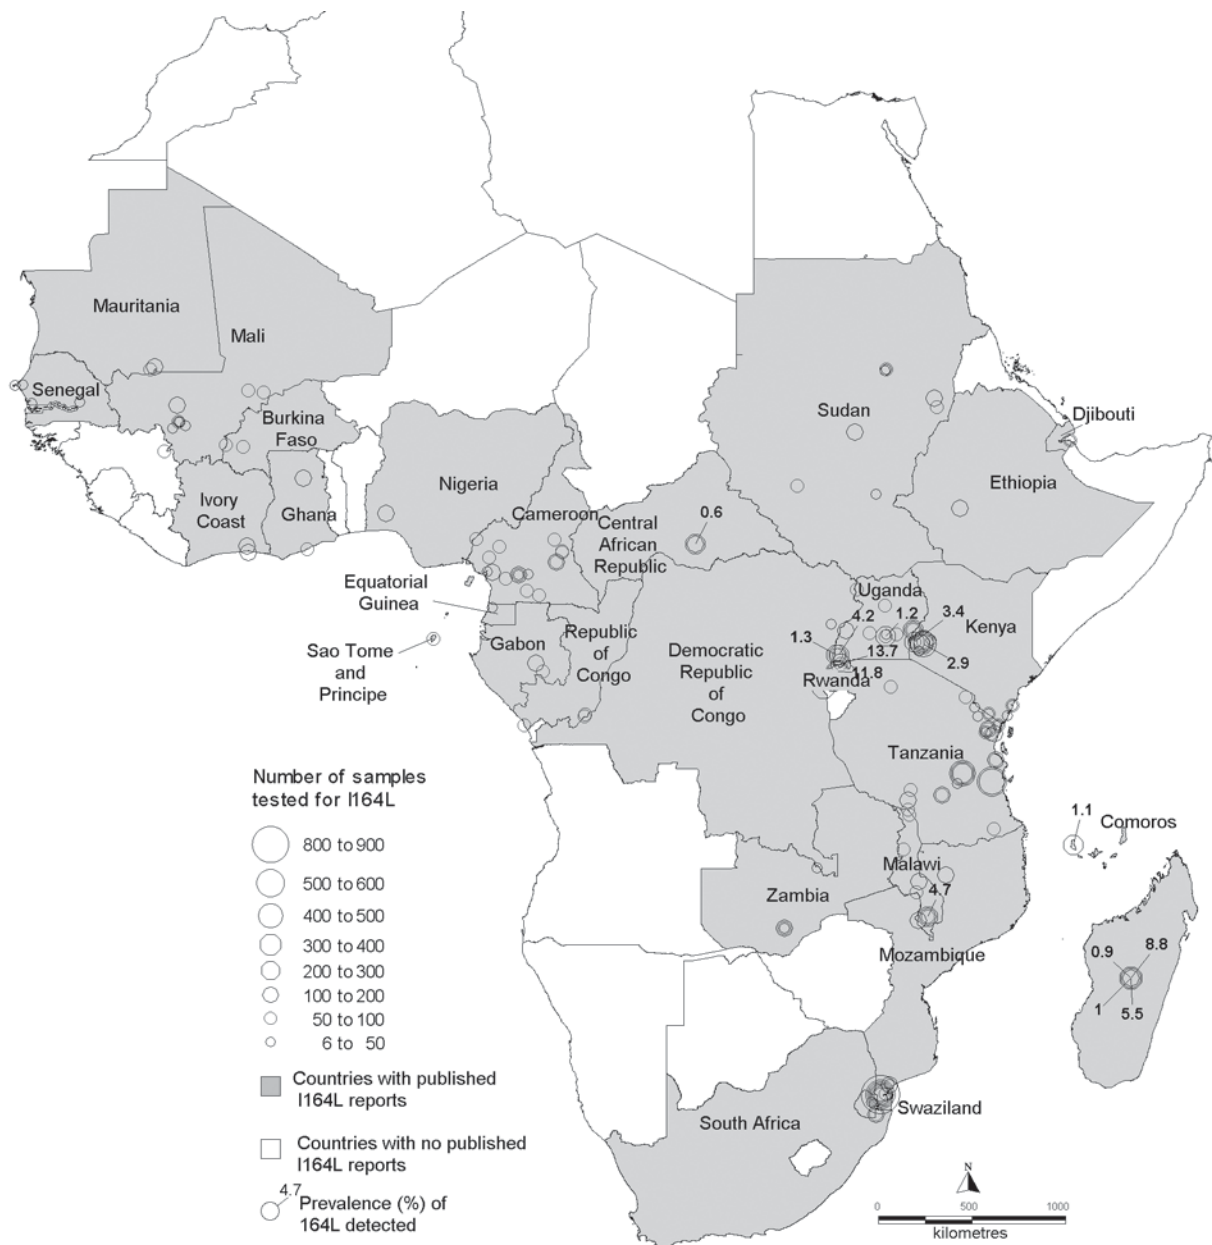 Mauritania
Mali
Senegal
Burkina
Faso
Sudan
Djibouti
Ethiopia
Nigeria
Ivory
Coast
Ghana
Cameroon
Central
African
Republic
0.6
Equatorial
Guinea
Sao Tome
and
Principe
Gabon
Republic
of
Congo
Democratic
Republic
of
Congo
Uganda
4.2
1.2
3.4
Kenya
1.3
13.7
2.9
11.8
Rwanda
Tanzania
1.1
Comoros
Malawi
4.7
Zambia
Mozambique
0.9
8.8
1
5.5
Swaziland
South Africa
Number of samples
tested for I164L
800 to 900
500 to 600
400 to 500
300 to 400
200 to 300
100 to 200
50 to 100
6 to 50
Countries with published
I164L reports
Countries with no published
I164L reports
4.7
Prevalence (%) of
164L detected
N
0 500 1000
kilometres